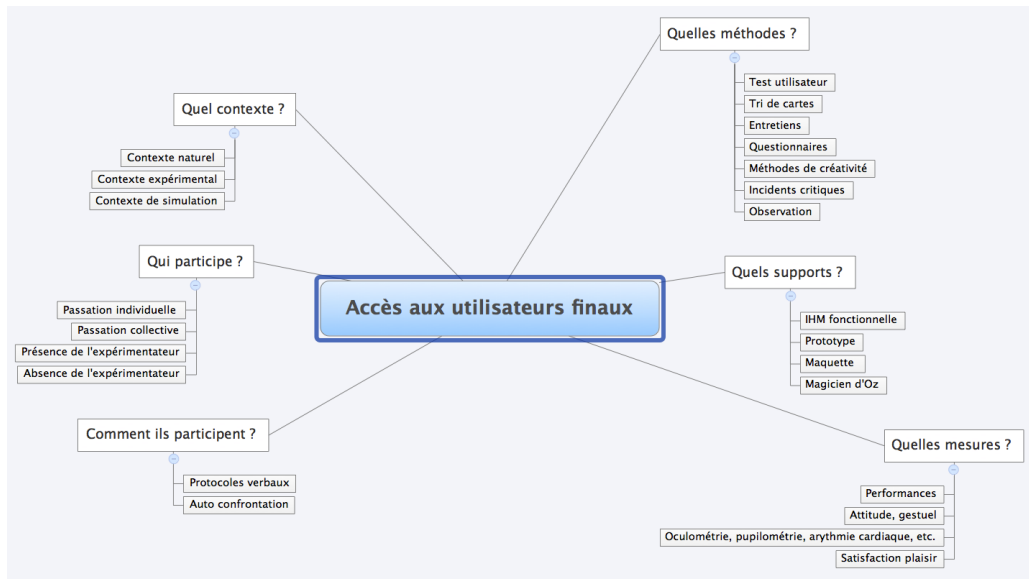 Quelles méthodes ?
Test utilisateur
Tri de cartes
Entretiens
Questionnaires
Méthodes de créativité
Incidents critiques
Observation
Quel contexte ?
Contexte naturel
Contexte expérimental
Contexte de simulation
Qui participe ?
Passation individuelle
Passation collective
Présence de l'expérimentateur
Absence de l'expérimentateur
Accès aux utilisateurs finaux
Quels supports ?
IHM fonctionnelle
Prototype
Maquette
Magicien d'Oz
Comment ils participent ?
Protocoles verbaux
Auto confrontation
Quelles mesures ?
Performances
Attitude, gestuel
Oculométrie, pupilométrie, arythmie cardiaque, etc.
Satisfaction plaisir